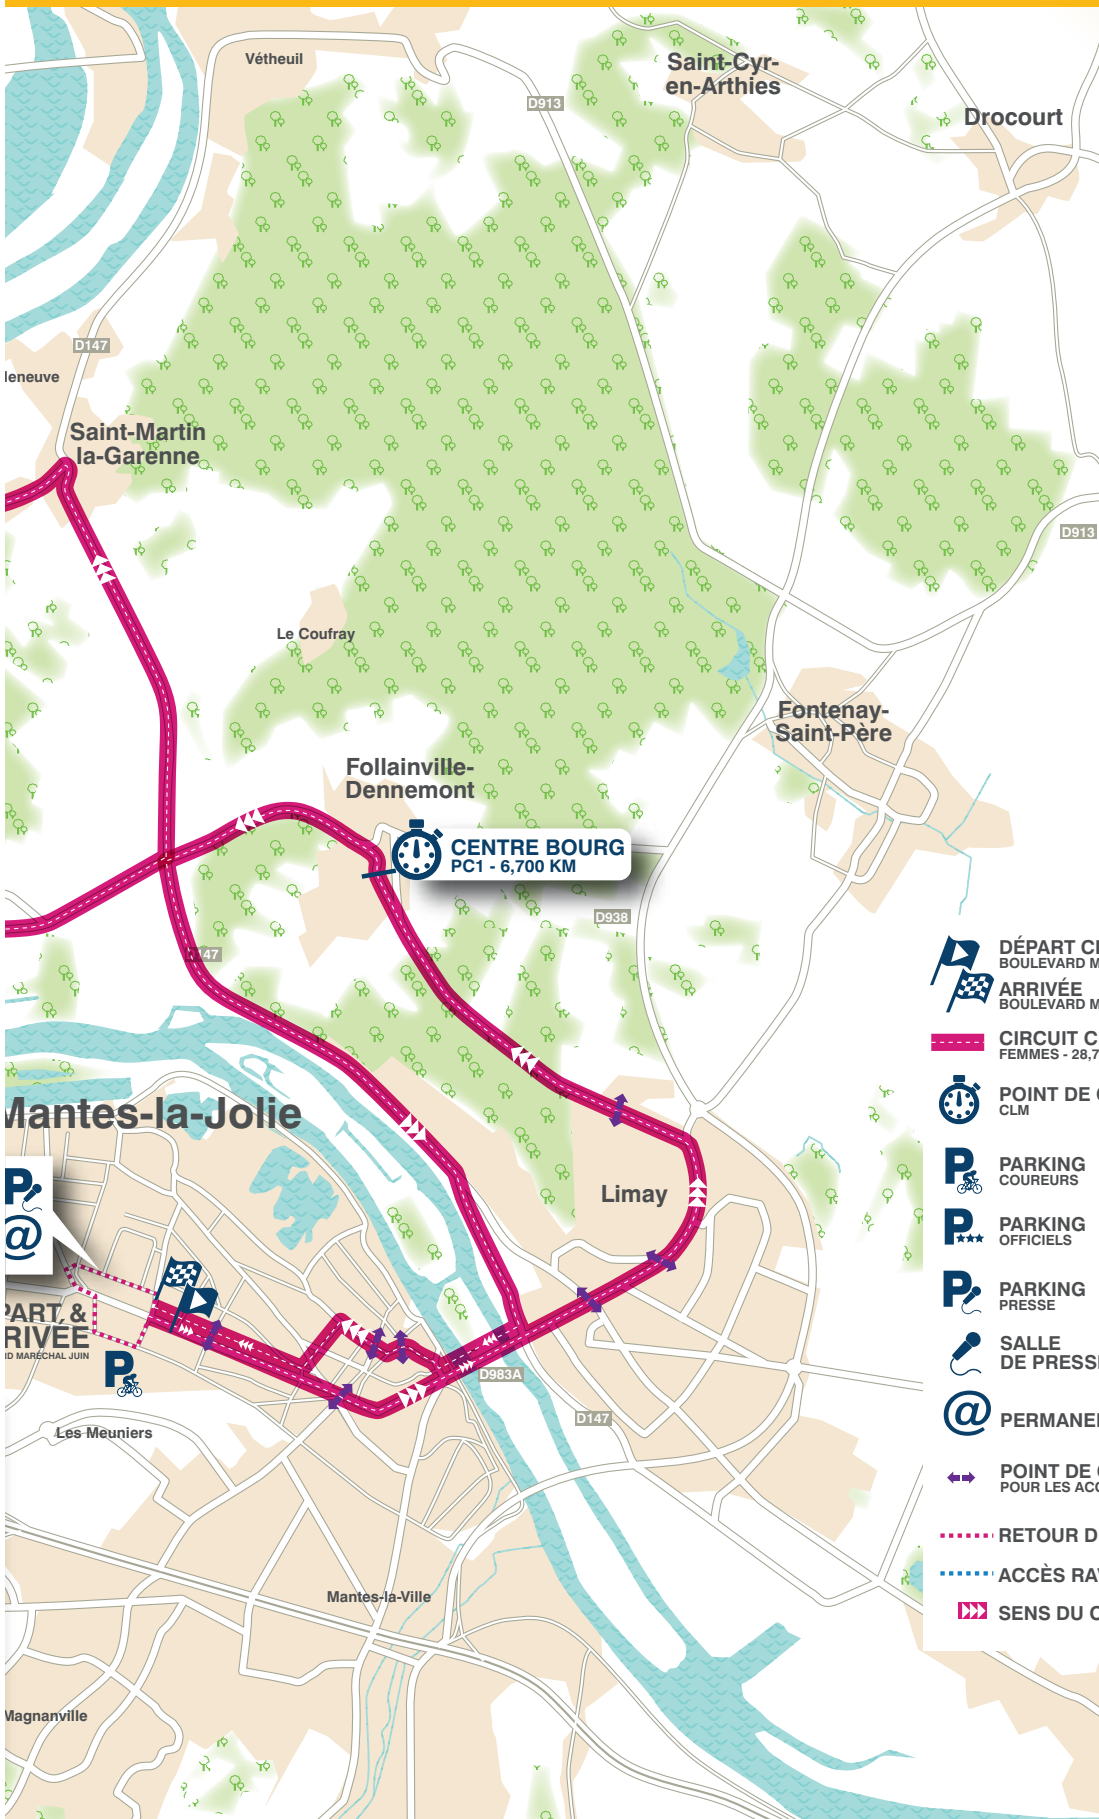 Vétheuil
Saint-Cyr-
en-Arthies
D913
Drocourt
D147
leneuve
Saint-Martin
la-Garenne
D913
Le Coufray
Fontenay-
Saint-Père
Follainville-
Dennemont
CENTRE BOURG
PC1 - 6,700 KM
D938
47
DÉPART
BOULEVARD
ARRIVÉE
BOULEVARD
CIRCUIT
FEMMES - 28,7
POINT DE
CLM
Mantes-la-Jolie
P
@
Limay
P PARKING
COUREURS
P PARKING
OFFICIELS
P PARKING
PRESSE
PART &
RIVÉE
RD MARÉCHAL JUIN
P
SALLE
DE PRESSE
D983A
D147
@ PERMANE
Les Meuniers
POINT DE
POUR LES
RETOUR D
ACCÈS RA
Mantes-la-Ville
SENS DU
Magnanville